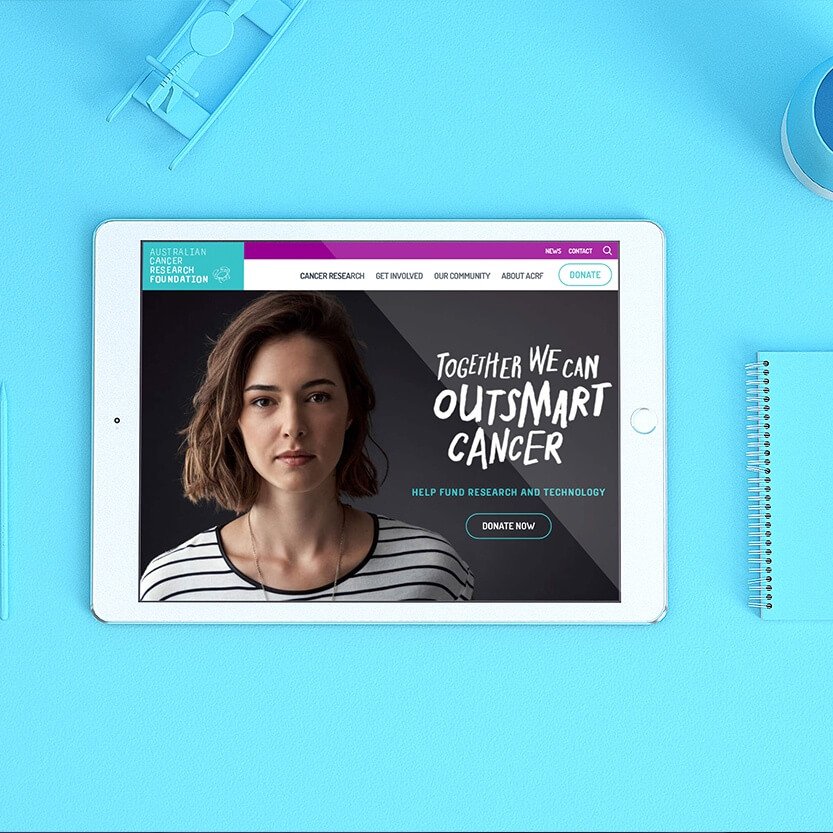 AUSTRALIAN
CANCER
RESEARCH
FOUNDATION
NEWS CONTACT
CANCER RESEARCH GET INVOLVED OUR COMMUNITY ABOUT ACRF DONATE
TOGETHER WE CAN
OUTSMART
CANCER
HELP FUND RESEARCH AND TECHNOLOGY
DONATE NOW